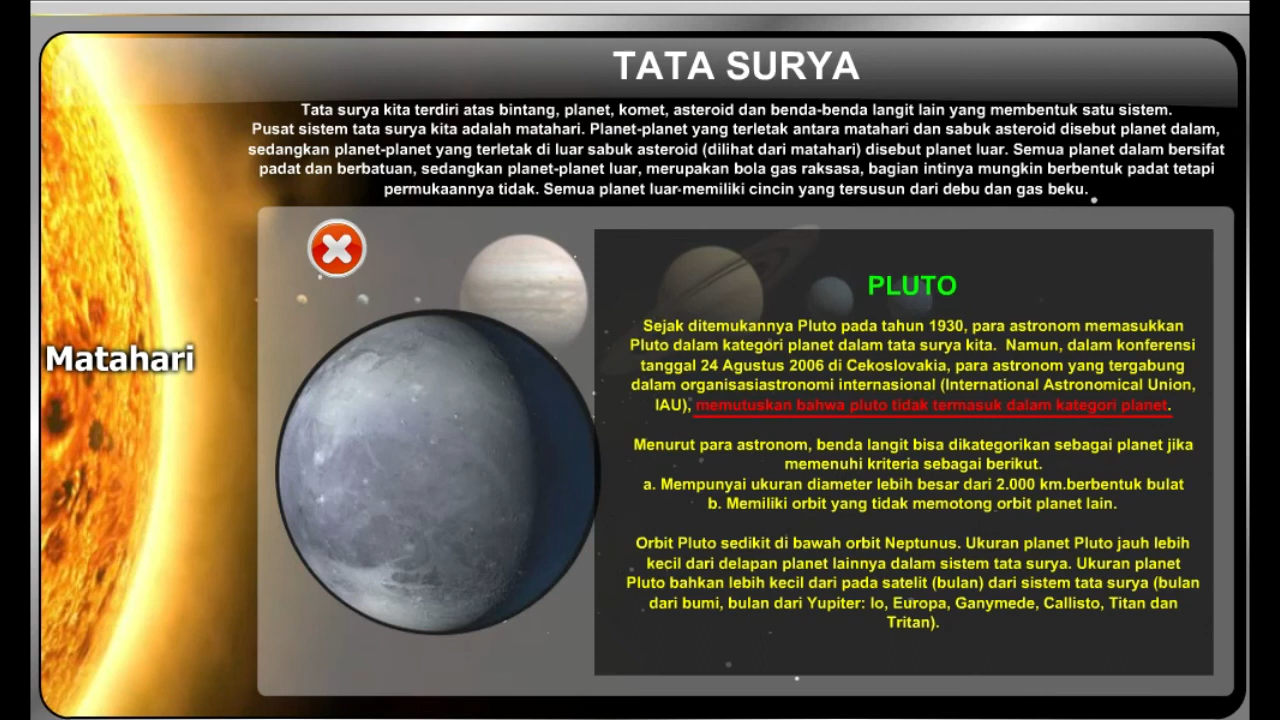 TATA SURYA
Tata surya kita terdiri atas bintang, planet, komet, asteroid dan benda-benda langit lain yang membentuk satu sistem.
Pusat sistem tata surya kita adalah matahari. Planet-planet yang terletak antara matahari dan sabuk asteroid disebut planet dalam,
sedangkan planet-planet yang terletak di luar sabuk asteroid (dilihat dari matahari) disebut planet luar. Semua planet dalam bersifat
padat dan berbatuan, sedangkan planet-planet luar, merupakan bola gas raksasa, bagian intinya mungkin berbentuk padat tetapi
permukaannya tidak. Semua planet luar memiliki cincin yang tersusun dari debu dan gas beku.
Matahari
PLUTO
Sejak ditemukannya Pluto pada tahun 1930, para astronom memasukkan
Pluto dalam kategori planet dalam tata surya kita. Namun, dalam konferensi
tanggal 24 Agustus 2006 di Cekoslovakia, para astronom yang tergabung
dalam organisasiastronomi internasional (International Astronomical Union,
IAU), memutuskan bahwa pluto tidak termasuk dalam kategori planet.
Menurut para astronom, benda langit bisa dikategorikan sebagai planet jika
memenuhi kriteria sebagai berikut.
a. Mempunyai ukuran diameter lebih besar dari 2.000 km.berbentuk bulat
b. Memiliki orbit yang tidak memotong orbit planet lain.
Orbit Pluto sedikit di bawah orbit Neptunus. Ukuran planet Pluto jauh lebih
kecil dari delapan planet lainnya dalam sistem tata surya. Ukuran planet
Pluto bahkan lebih kecil dari pada satelit (bulan) dari sistem tata surya (bulan
dari bumi, bulan dari Yupiter: Io, Europa, Ganymede, Callisto, Titan dan
Tritan).